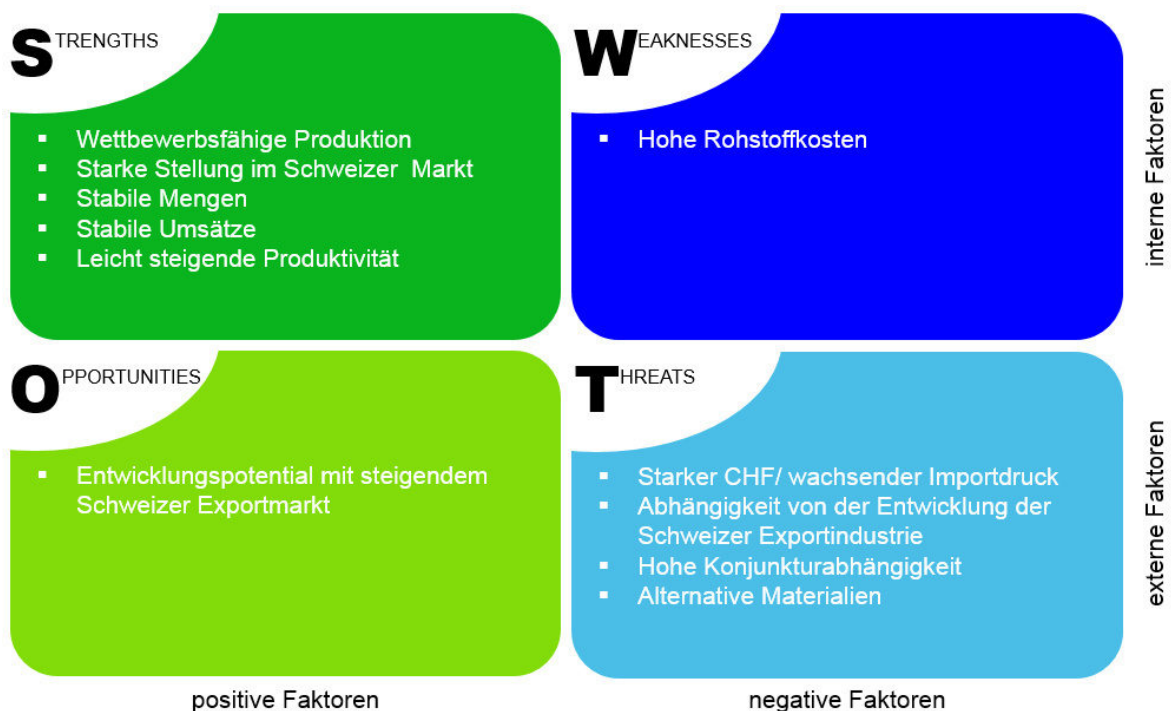 STRENGTHS
▪ Wettbewerbsfähige Produktion
▪ Starke Stellung im Schweizer Markt
▪ Stabile Mengen
▪ Stabile Umsätze
▪ Leicht steigende Produktivität
WEAKNESSES
▪ Hohe Rohstoffkosten
interne Faktoren
OPPORTUNITIES
▪ Entwicklungspotential mit steigendem
Schweizer Exportmarkt
THREATS
▪ Starker CHF/ wachsender Importdruck
▪ Abhängigkeit von der Entwicklung der
Schweizer Exportindustrie
▪ Hohe Konjunkturabhängigkeit
▪ Alternative Materialien
externe Faktoren
positive Faktoren
negative Faktoren